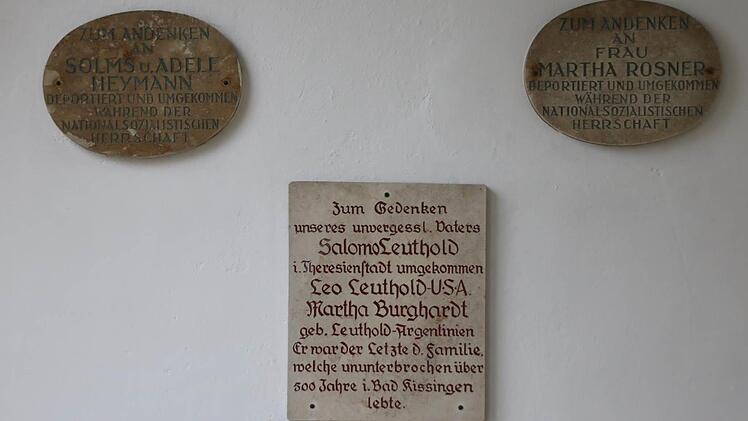 ZUM ANDENKEN
AN
SOLMS U. ADELE
HEYMANN
DEPORTIERT UND UMGEKOMMEN
WÄHREND DER
NATIONALSOZIALISTISCHEN
HERRSCHAFT
ZUM ANDENKEN
AN
FRAU
MARTHA ROSNER
DEPORTIERT UND UMGEKOMMEN
WÄHREND DER
NATIONALSOZIALISTISCHEN
HERRSCHAFT
Zum Gedenken
unseres unvergessl. Vaters
Salomo Leuthold
i. Theresienstadt umgekommen
Leo Leuthold-U.S.A.
Martha Burghardt
geb. Leuthold-Argentinien
Er war der Letzte d. Familie,
welche ununterbrochen über
500 Jahre i. Bad Kissingen
lebte.